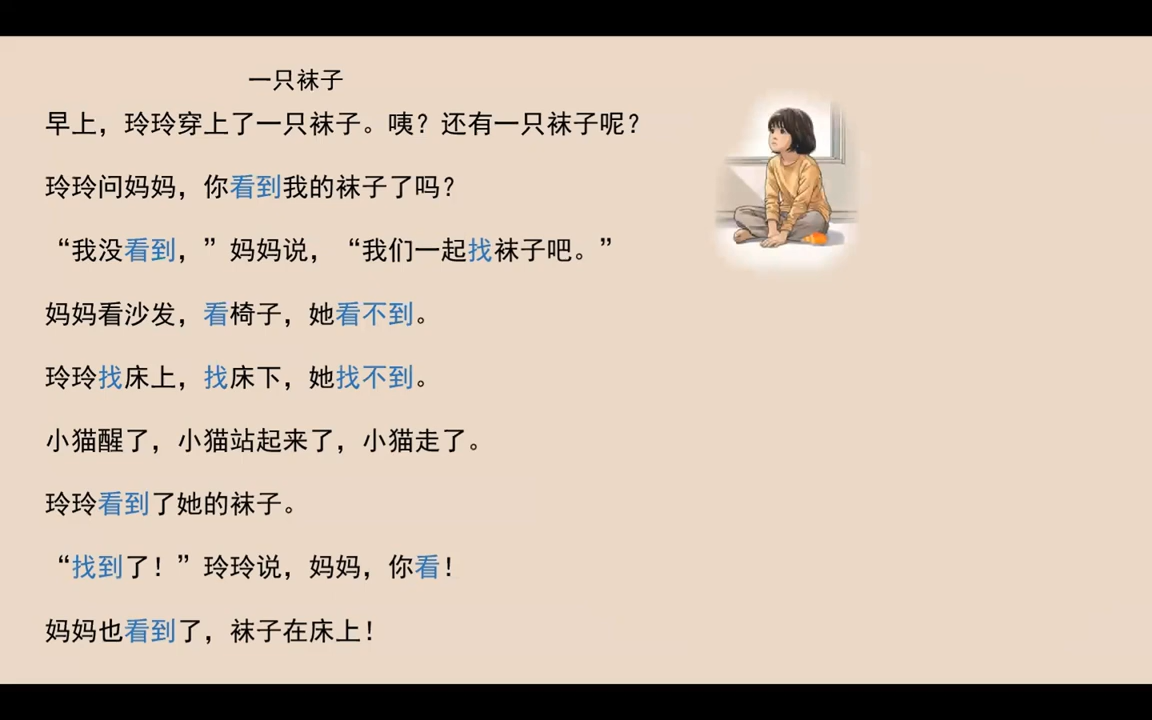 一只袜子
早上，玲玲穿上了一只袜子。咦？还有一只袜子呢？
玲玲问妈妈，你看到我的袜子了吗？
“我没看到，”妈妈说，“我们一起找袜子吧。”
妈妈看沙发，看椅子，她看不到。
玲玲找床上，找床下，她找不到。
小猫醒了，小猫站起来了，小猫走了。
玲玲看到了她的袜子。
“找到了！”玲玲说，妈妈，你看！
妈妈也看到了，袜子在床上！